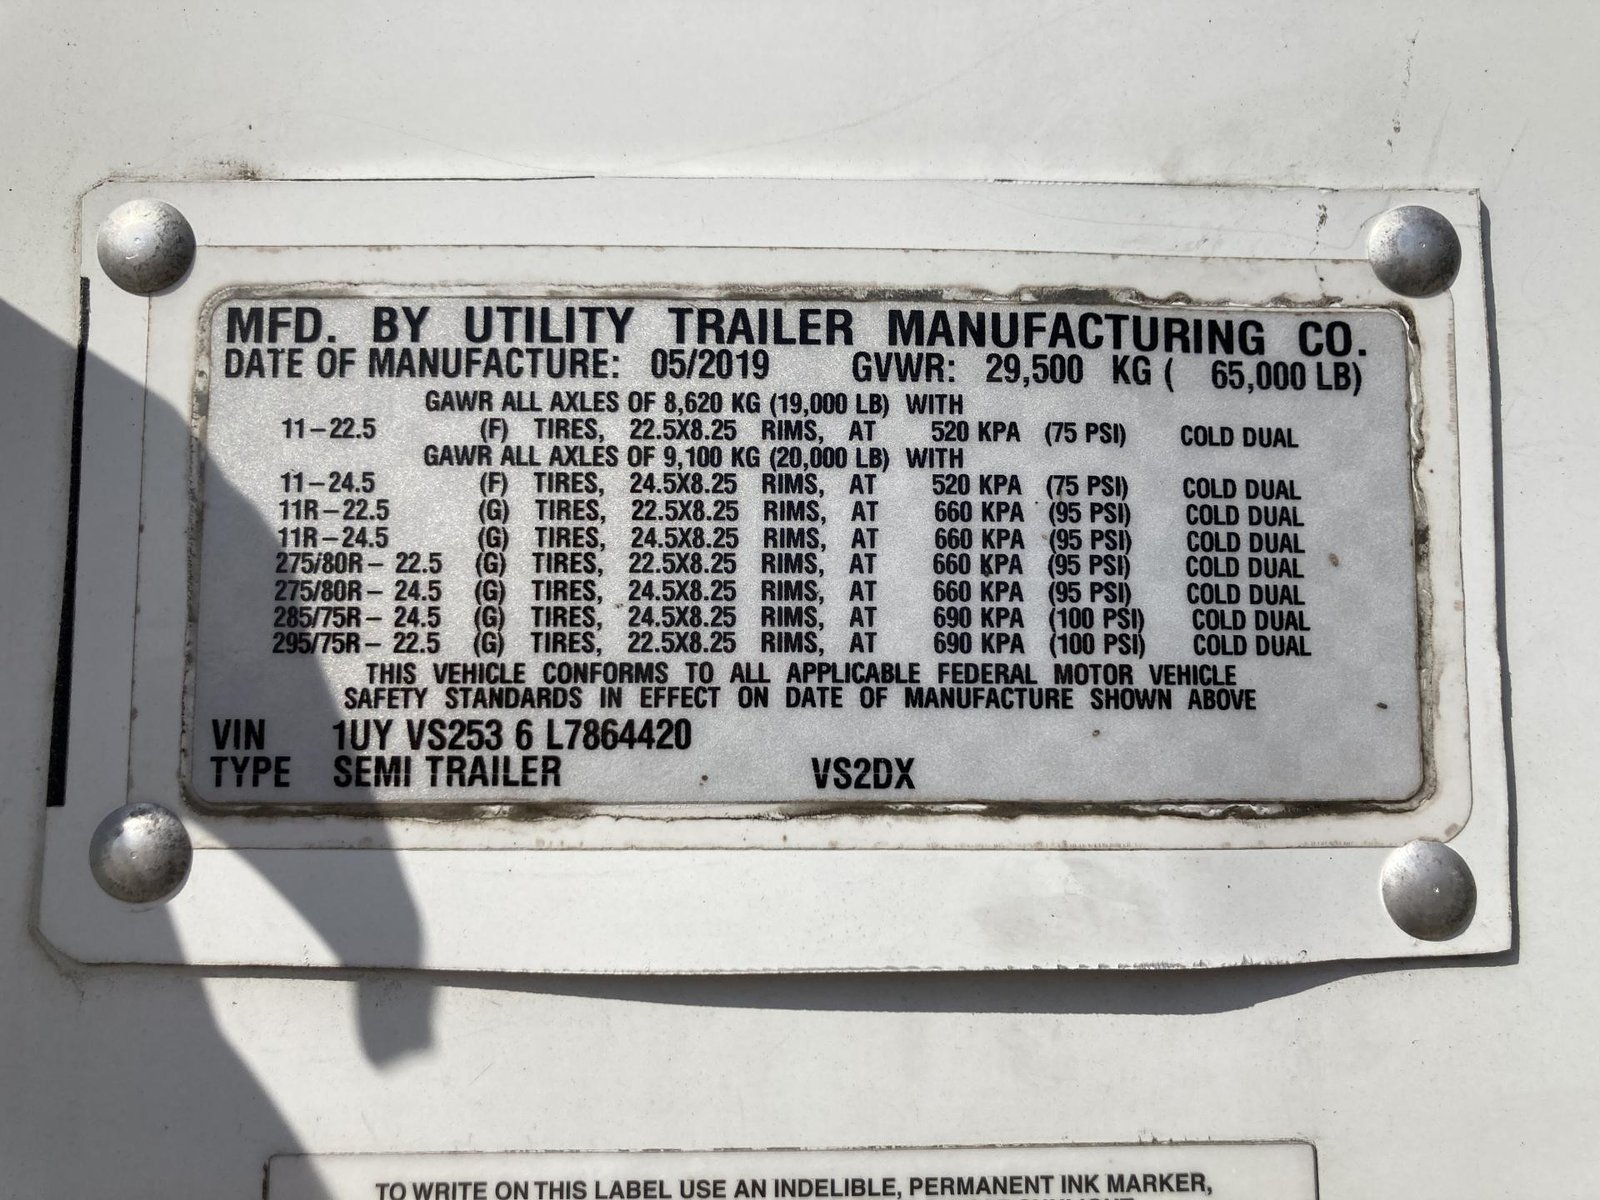 MFD. BY UTILITY TRAILER MANUFACTURING CO.
DATE OF MANUFACTURE: 05/2019 GVWR: 29,500 KG ( 65,000 LB)
GAWR ALL AXLES OF 8,620 KG (19,000 LB) WITH
11-22.5 (F) TIRES, 22.5X8.25 RIMS, AT 520 KPA (75 PSI) COLD DUAL
GAWR ALL AXLES OF 9,100 KG (20,000 LB) WITH
11-24.5 (F) TIRES, 24.5X8.25 RIMS, AT 520 KPA (75 PSI) COLD DUAL
11R-22.5 (G) TIRES, 22.5X8.25 RIMS, AT 660 KPA (95 PSI) COLD DUAL
11R-24.5 (G) TIRES, 24.5X8.25 RIMS, AT 660 KPA (95 PSI) COLD DUAL
275/80R- 22.5 (G) TIRES, 22.5X8.25 RIMS, AT 660 KPA (95 PSI) COLD DUAL
275/80R- 24.5 (G) TIRES, 24.5X8.25 RIMS, AT 660 KPA (95 PSI) COLD DUAL
285/75R- 24.5 (G) TIRES, 24.5X8.25 RIMS, AT 690 KPA (100 PSI) COLD DUAL
295/75R- 22.5 (G) TIRES, 22.5X8.25 RIMS, AT 690 KPA (100 PSI) COLD DUAL
THIS VEHICLE CONFORMS TO ALL APPLICABLE FEDERAL MOTOR VEHICLE
SAFETY STANDARDS IN EFFECT ON DATE OF MANUFACTURE SHOWN ABOVE
VIN 1UY VS253 6 L7864420
TYPE SEMI TRAILER VS2DX
TO WRITE ON THIS LABEL USE AN INDELIBLE, PERMANENT INK MARKER,